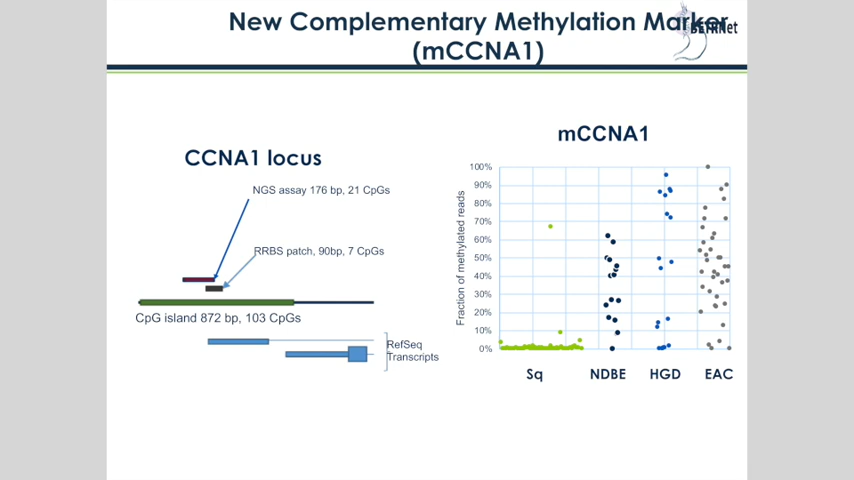 New Complementary Methylation Marker
(mCCNA1)
BETRNet
CCNA1 locus
NGS assay 176 bp, 21 CpGs
RRBS patch, 90bp, 7 CpGs
CpG island 872 bp, 103 CpGs
RefSeq
Transcripts
mCCNA1
Fraction of methylated reads
100%
90%
80%
70%
60%
50%
40%
30%
20%
10%
0%
Sq NDBE HGD EAC